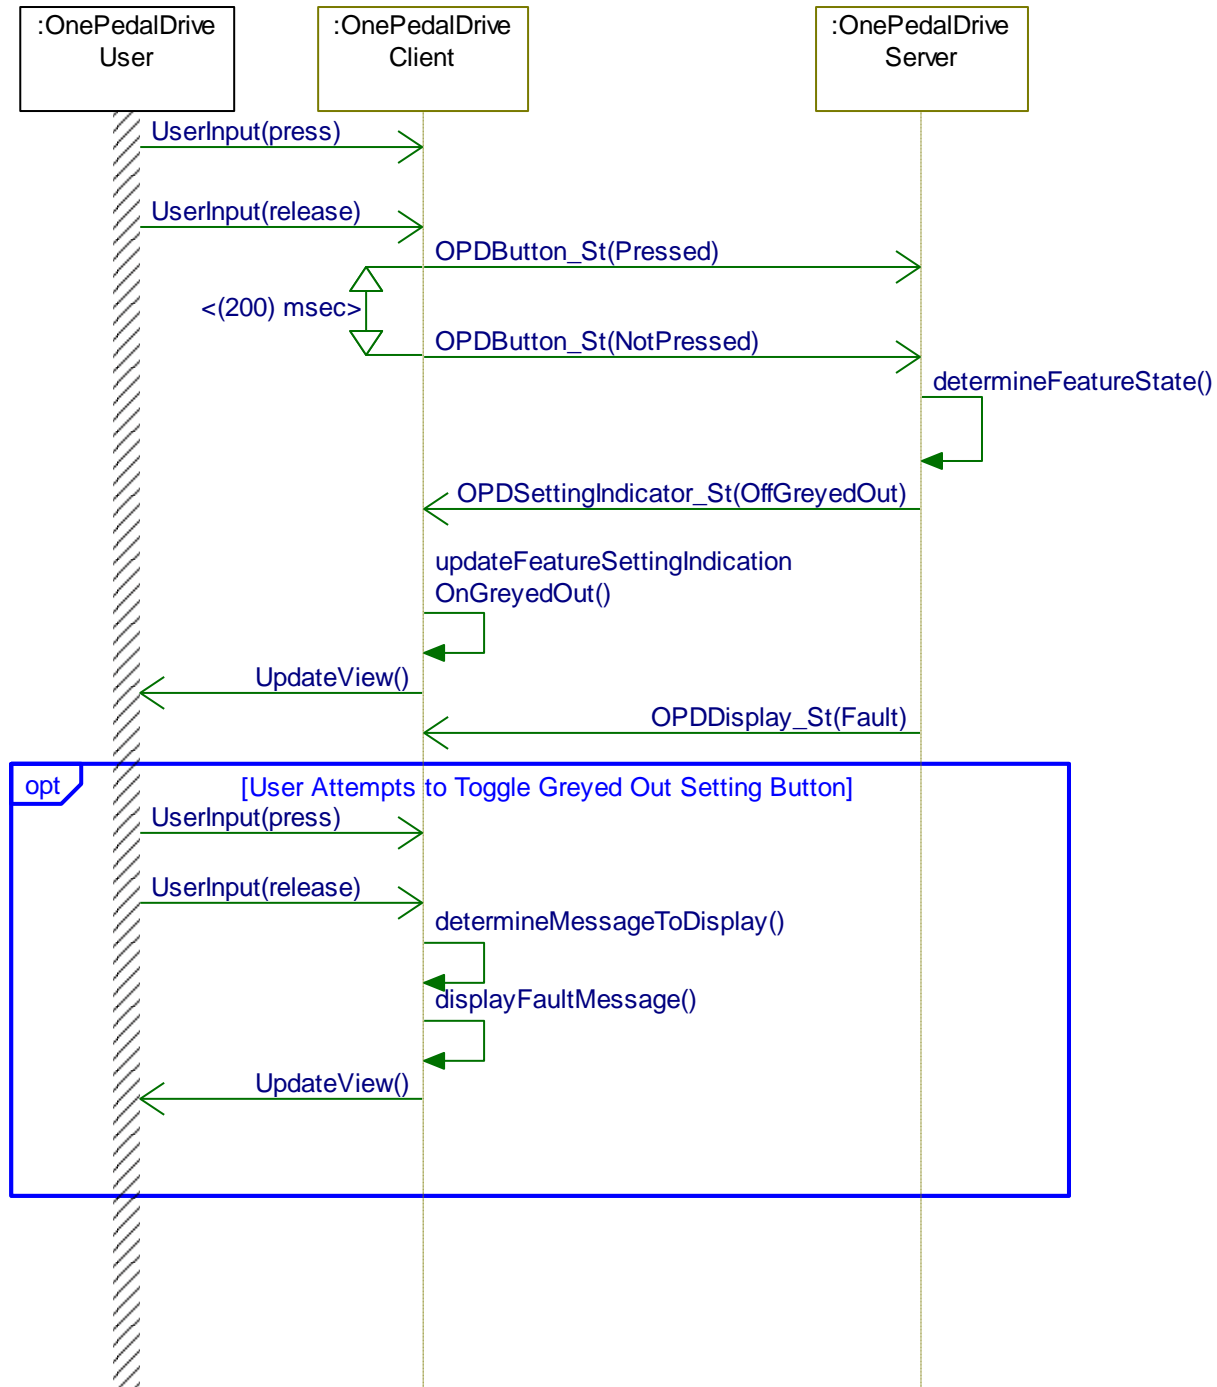 :OnePedalDrive
User
:OnePedalDrive
Client
:OnePedalDrive
Server
UserInput(press)
UserInput(release)
OPDButton_St(Pressed)
<(200) msec>
OPDButton_St(NotPressed)
determineFeatureState()
OPDSettingIndicator_St(OffGreyedOut)
updateFeatureSettingIndication
OnGreyedOut()
UpdateView()
OPDDisplay_St(Fault)
opt
[User Attempts to Toggle Greyed Out Setting Button]
UserInput(press)
UserInput(release)
determineMessageToDisplay()
displayFaultMessage()
UpdateView()